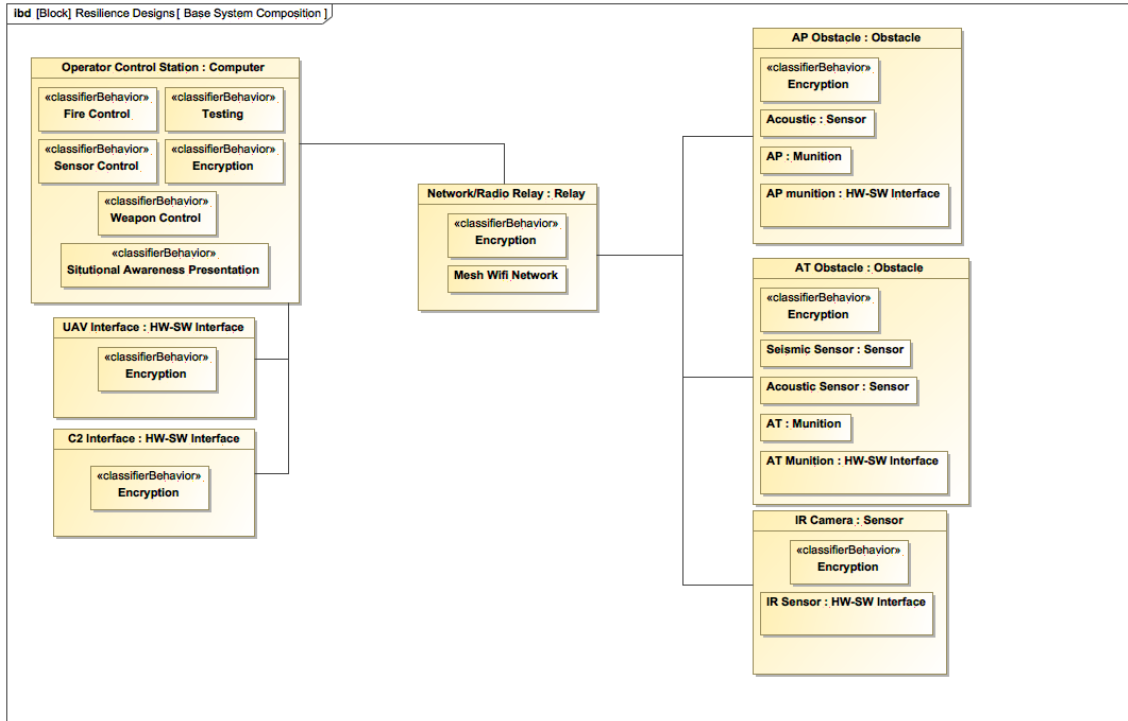 ibd [Block] Resilience Designs [ Base System Composition ]
Operator Control Station : Computer
«classifierBehavior»
Fire Control
«classifierBehavior»
Testing
«classifierBehavior»
Sensor Control
«classifierBehavior»
Encryption
«classifierBehavior»
Weapon Control
«classifierBehavior»
Situtional Awareness Presentation
UAV Interface : HW-SW Interface
«classifierBehavior»
Encryption
C2 Interface : HW-SW Interface
«classifierBehavior»
Encryption
Network/Radio Relay : Relay
«classifierBehavior»
Encryption
Mesh Wifi Network
AP Obstacle : Obstacle
«classifierBehavior»
Encryption
Acoustic : Sensor
AP : Munition
AP munition : HW-SW Interface
AT Obstacle : Obstacle
«classifierBehavior»
Encryption
Seismic Sensor : Sensor
Acoustic Sensor : Sensor
AT : Munition
AT Munition : HW-SW Interface
IR Camera : Sensor
«classifierBehavior»
Encryption
IR Sensor : HW-SW Interface